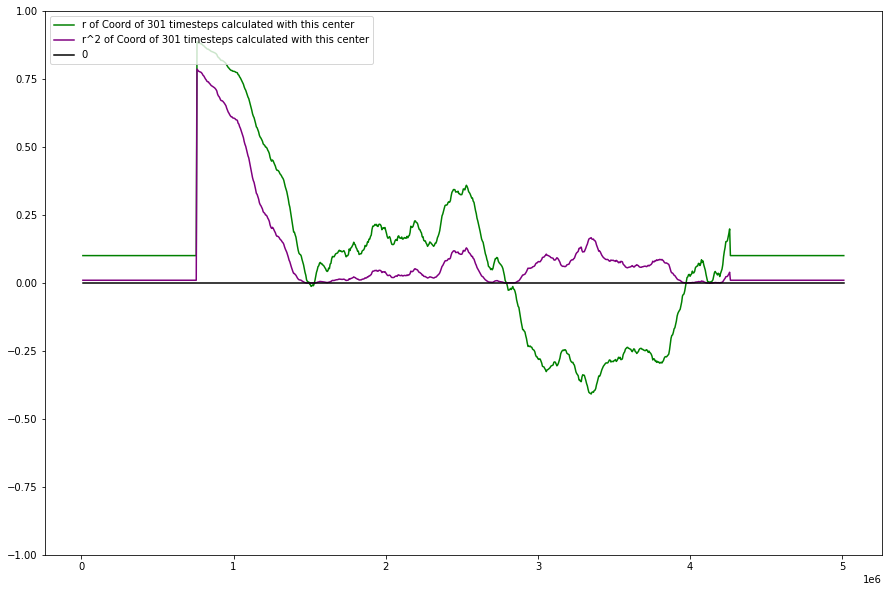 r of Coord of 301 timesteps calculated with this center
r^2 of Coord of 301 timesteps calculated with this center
0
1.00
0.75
0.50
0.25
0.00
−0.25
−0.50
−0.75
−1.00
0 1 2 3 4 5
1e6